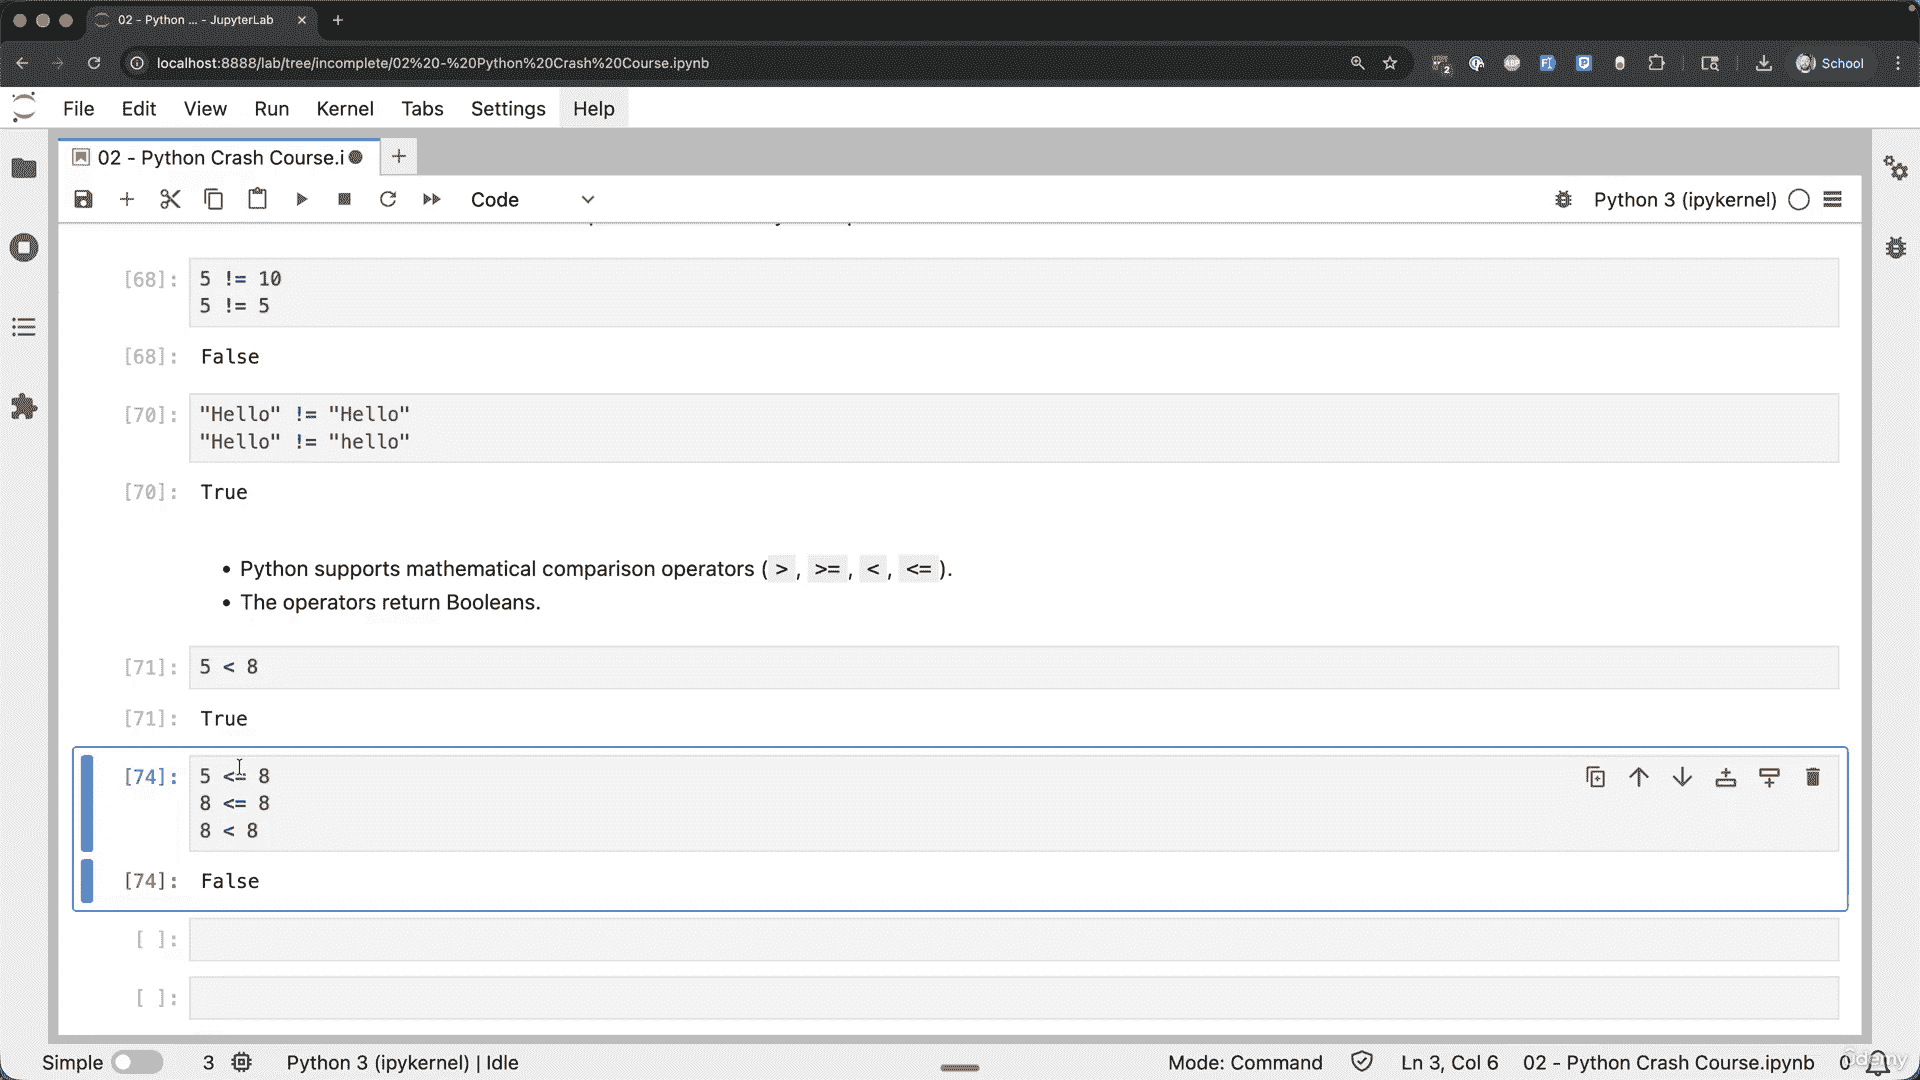 02 - Python ... - JupyterLab
localhost:8888/lab/tree/incomplete/02%20-%20Python%20Crash%20Course.ipynb
2
School
File Edit View Run Kernel Tabs Settings Help
02 - Python Crash Course.i
Code
Python 3 (ipykernel)
[68]: 5 != 10
5 != 5
[68]: False
[70]: "Hello" != "Hello"
"Hello" != "hello"
[70]: True
• Python supports mathematical comparison operators ( > , >= , < , <= ).
• The operators return Booleans.
[71]: 5 < 8
[71]: True
[74]: 5 <= 8
8 <= 8
8 < 8
[74]: False
[ ]:
[ ]:
Simple 3 Python 3 (ipykernel) | Idle Mode: Command Ln 3, Col 6 02 - Python Crash Course.ipynb 0
Udemy